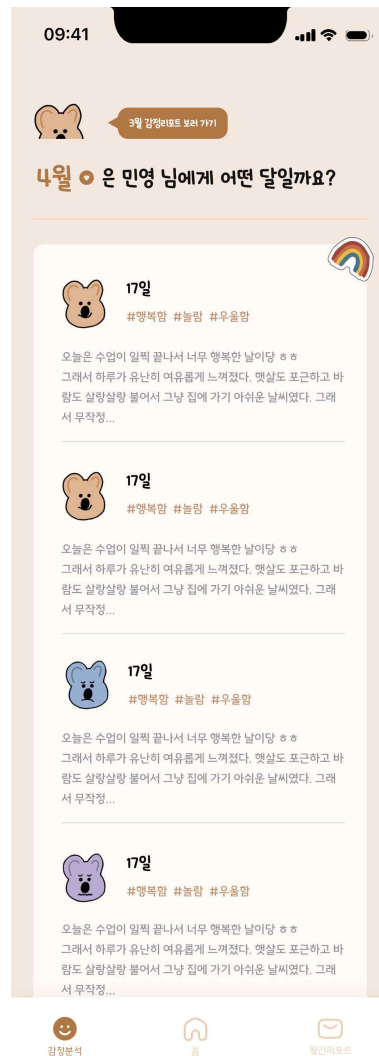 09:41
3월 감정리포트 보러 가기
4월 은 민영 님에게 어떤 달일까요?
17일
#행복함 #놀람 #우울함
오늘은 수업이 일찍 끝나서 너무 행복한 날이당 ㅎㅎ
그래서 하루가 유난히 여유롭게 느껴졌다. 햇살도 포근하고 바
람도 살랑살랑 불어서 그냥 집에 가기 아쉬운 날씨였다. 그래
서 무작정...
17일
#행복함 #놀람 #우울함
오늘은 수업이 일찍 끝나서 너무 행복한 날이당 ㅎㅎ
그래서 하루가 유난히 여유롭게 느껴졌다. 햇살도 포근하고 바
람도 살랑살랑 불어서 그냥 집에 가기 아쉬운 날씨였다. 그래
서 무작정...
17일
#행복함 #놀람 #우울함
오늘은 수업이 일찍 끝나서 너무 행복한 날이당 ㅎㅎ
그래서 하루가 유난히 여유롭게 느껴졌다. 햇살도 포근하고 바
람도 살랑살랑 불어서 그냥 집에 가기 아쉬운 날씨였다. 그래
서 무작정...
17일
#행복함 #놀람 #우울함
오늘은 수업이 일찍 끝나서 너무 행복한 날이당 ㅎㅎ
그래서 하루가 유난히 여유롭게 느껴졌다. 햇살도 포근하고 바
람도 살랑살랑 불어서 그냥 집에 가기 아쉬운 날씨였다. 그래
서 무작정...
감정분석 홈 월간리포트